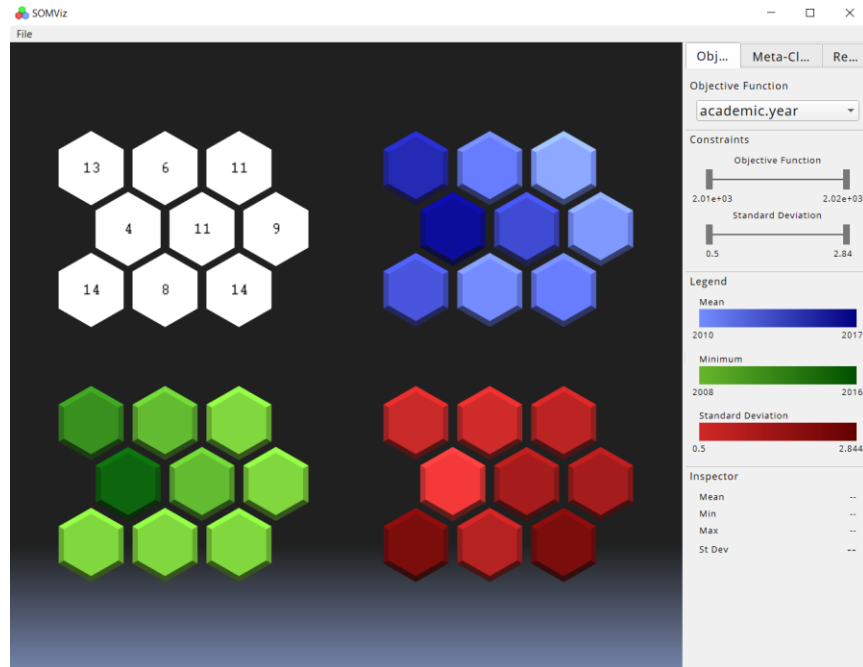 SOMViz
File
13 6 11
4 11 9
14 8 14
Obj... Meta-Cl... Re...
Objective Function
academic.year
Constraints
Objective Function
2.01e+03 2.02e+03
Standard Deviation
0.5 2.84
Legend
Mean
2010 2017
Minimum
2008 2016
Standard Deviation
0.5 2.844
Inspector
Mean --
Min --
Max --
St Dev --